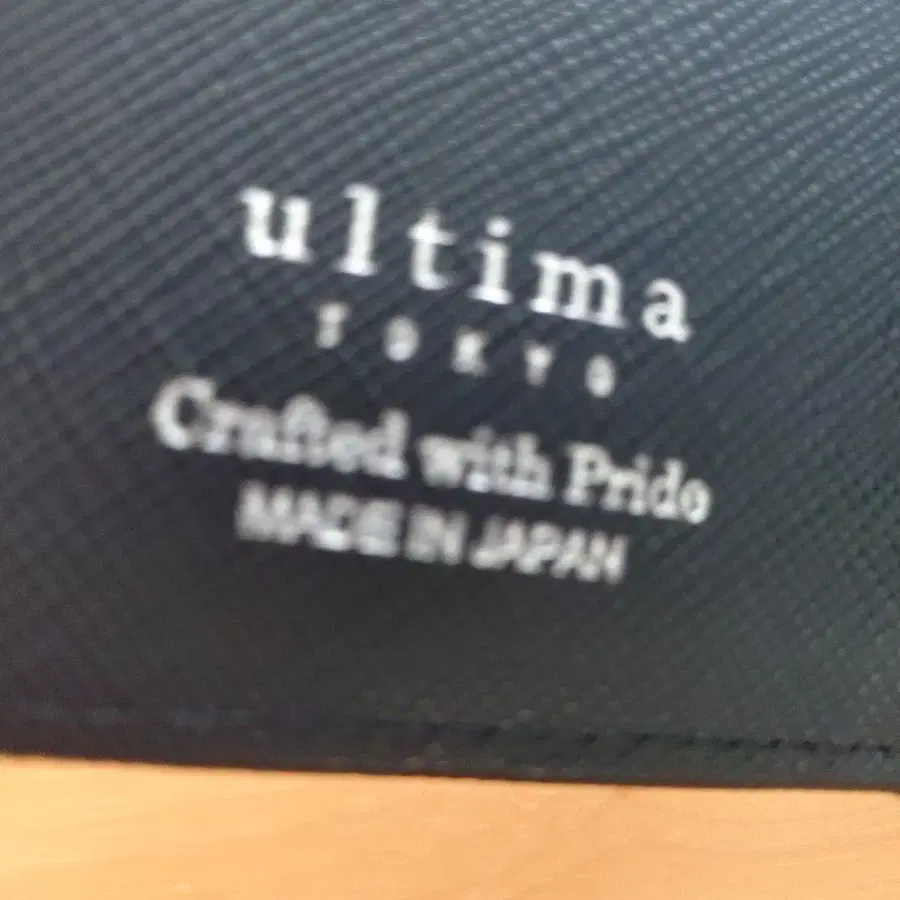 ultima
TOKYO
Crafted with Pride
MADE IN JAPAN